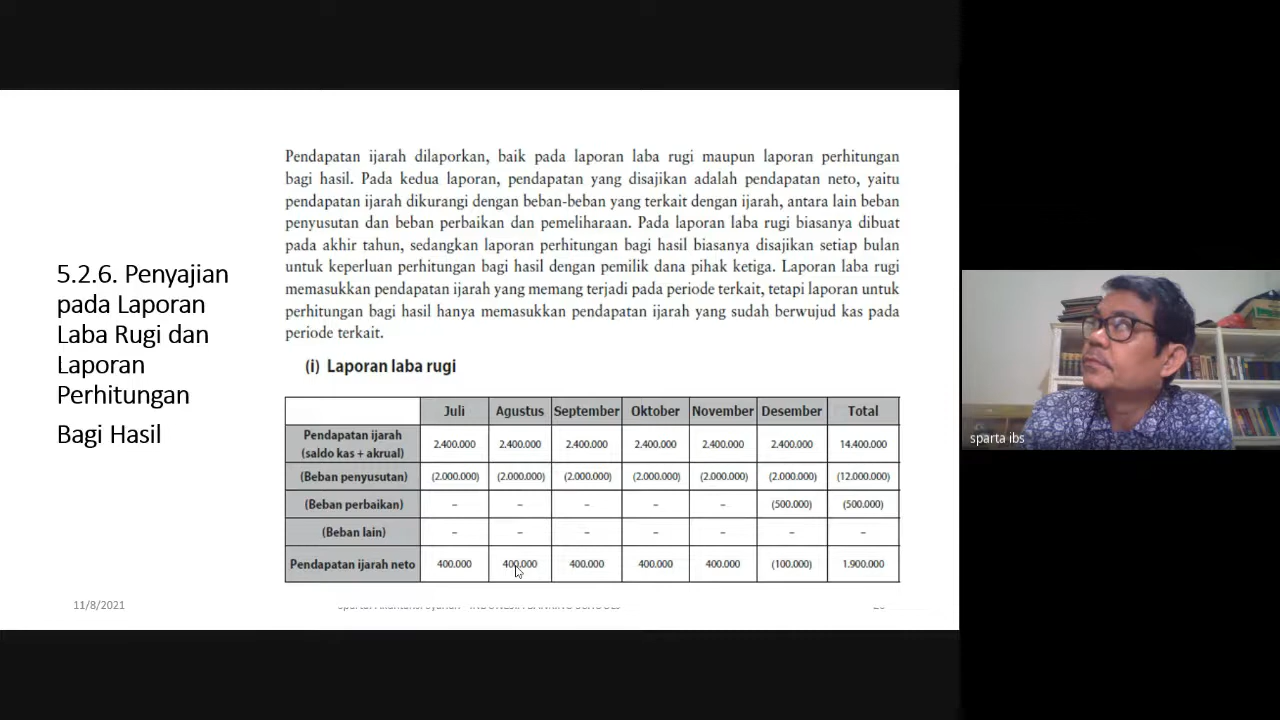 5.2.6. Penyajian
pada Laporan
Laba Rugi dan
Laporan
Perhitungan
Bagi Hasil
Pendapatan ijarah dilaporkan, baik pada laporan laba rugi maupun laporan perhitungan
bagi hasil. Pada kedua laporan, pendapatan yang disajikan adalah pendapatan neto, yaitu
pendapatan ijarah dikurangi dengan beban-beban yang terkait dengan ijarah, antara lain beban
penyusutan dan beban perbaikan dan pemeliharaan. Pada laporan laba rugi biasanya dibuat
pada akhir tahun, sedangkan laporan perhitungan bagi hasil biasanya disajikan setiap bulan
untuk keperluan perhitungan bagi hasil dengan pemilik dana pihak ketiga. Laporan laba rugi
memasukkan pendapatan ijarah yang memang terjadi pada periode terkait, tetapi laporan untuk
perhitungan bagi hasil hanya memasukkan pendapatan ijarah yang sudah berwujud kas pada
periode terkait.
(i) Laporan laba rugi
Juli Agustus September Oktober November Desember Total
Pendapatan ijarah
(saldo kas + akrual) 2.400.000 2.400.000 2.400.000 2.400.000 2.400.000 2.400.000 14.400.000
(Beban penyusutan) (2.000.000) (2.000.000) (2.000.000) (2.000.000) (2.000.000) (2.000.000) (12.000.000)
(Beban perbaikan) – – – – – (500.000) (500.000)
(Beban lain) – – – – – – –
Pendapatan ijarah neto 400.000 400.000 400.000 400.000 400.000 (100.000) 1.900.000
11/8/2021
sparta ibs